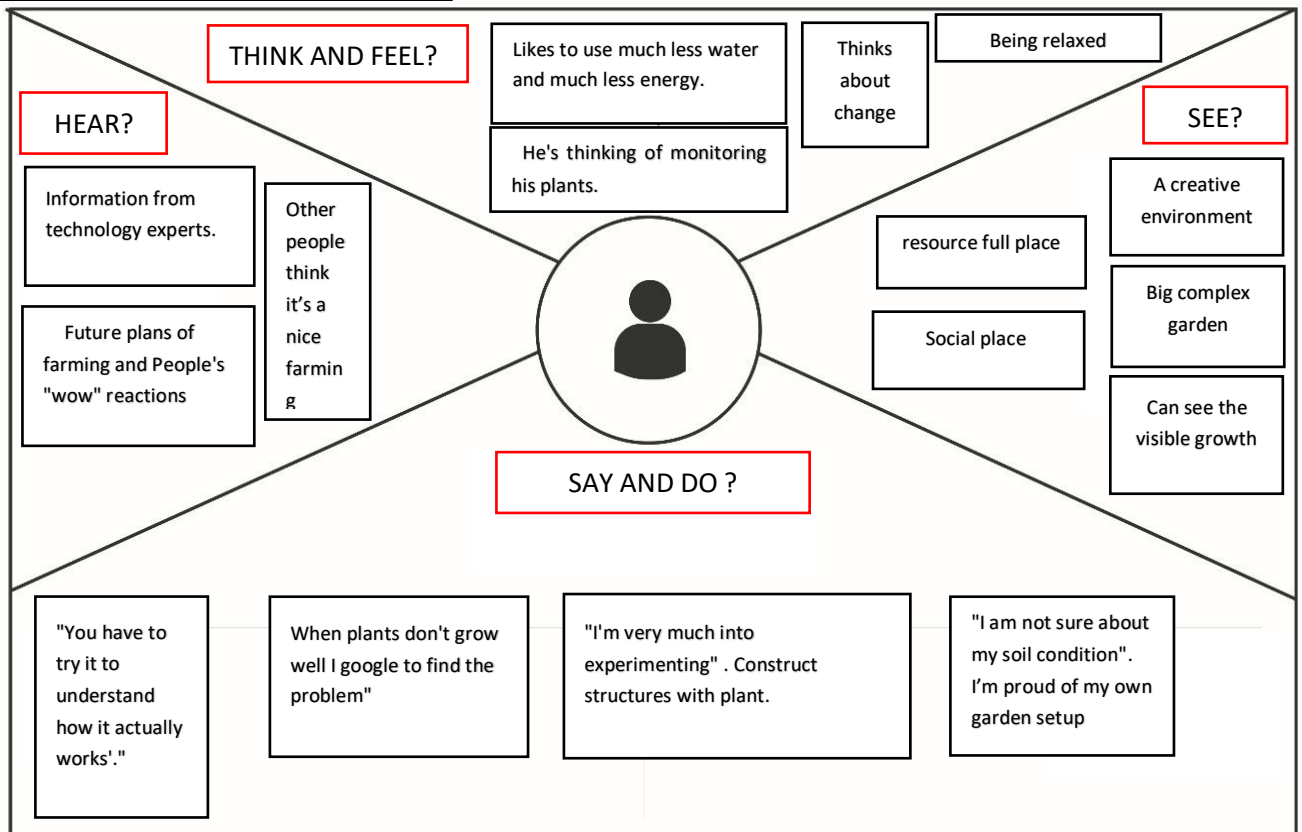 THINK AND FEEL?
Likes to use much less water
and much less energy.
He's thinking of monitoring
his plants.
Thinks
about
change
Being relaxed
HEAR?
Information from
technology experts.
Future plans of
farming and People's
"wow" reactions
Other
people
think
it's a
nice
farmin
g
SEE?
A creative
environment
resource full place
Big complex
garden
Social place
Can see the
visible growth
SAY AND DO ?
"You have to
try it to
understand
how it actually
works'."
When plants don't grow
well I google to find the
problem"
"I'm very much into
experimenting" . Construct
structures with plant.
"I am not sure about
my soil condition".
I’m proud of my own
garden setup